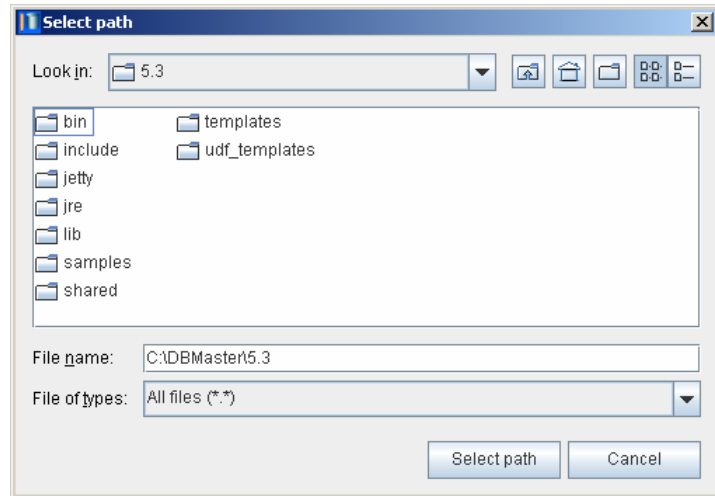 Select path
Look in: 5.3
bin templates
include udf_templates
jetty
jre
lib
samples
shared
File name: C:\DBMaster\5.3
File of types: All files (*.*)
Select path Cancel